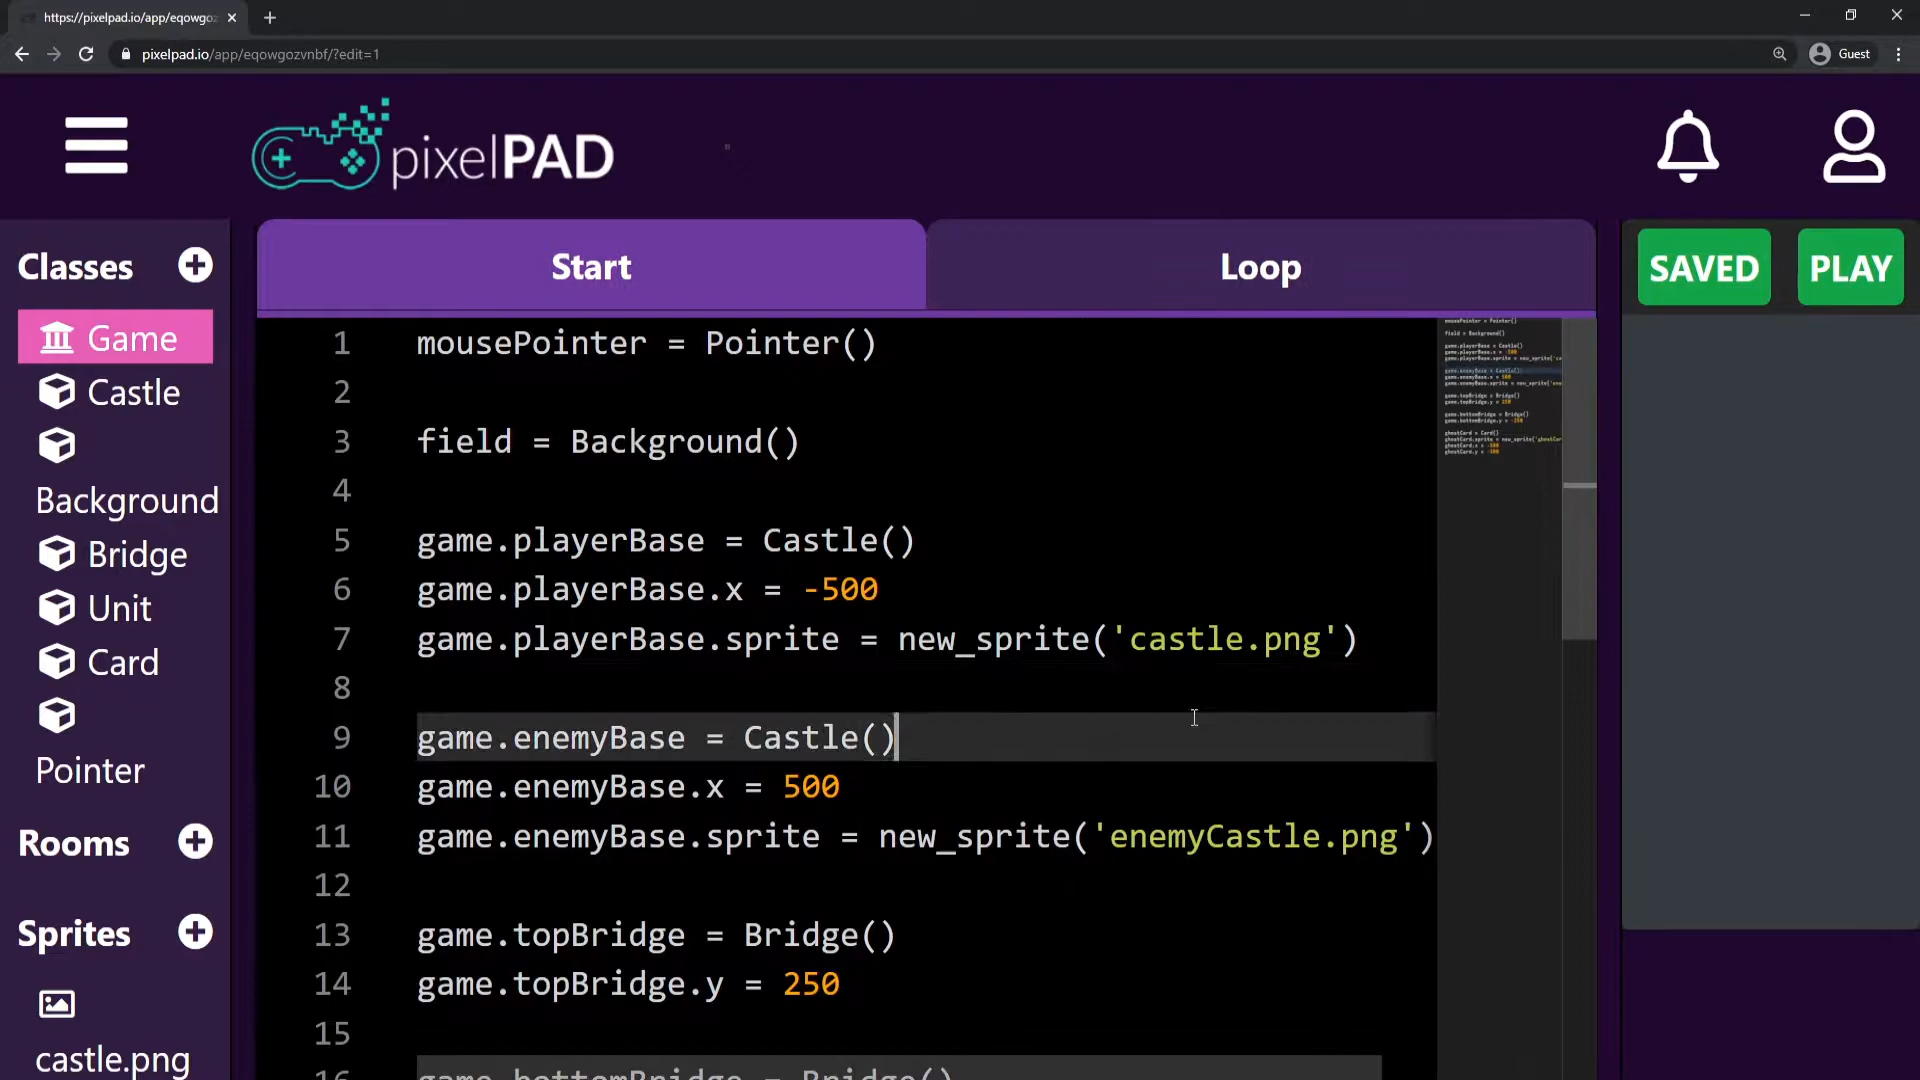 https://pixelpad.io/app/eqowgo
pixelpad.io/app/eqowgozvnbf/?edit=1
Guest
pixelPAD
Classes
Game
Castle
Background
Bridge
Unit
Card
Pointer
Rooms
Sprites
castle.png
Start
Loop
SAVED
PLAY
1 mousePointer = Pointer()
2
3 field = Background()
4
5 game.playerBase = Castle()
6 game.playerBase.x = -500
7 game.playerBase.sprite = new_sprite('castle.png')
8
9 game.enemyBase = Castle()
10 game.enemyBase.x = 500
11 game.enemyBase.sprite = new_sprite('enemyCastle.png')
12
13 game.topBridge = Bridge()
14 game.topBridge.y = 250
15
16 game.bottomBridge = Bridge()